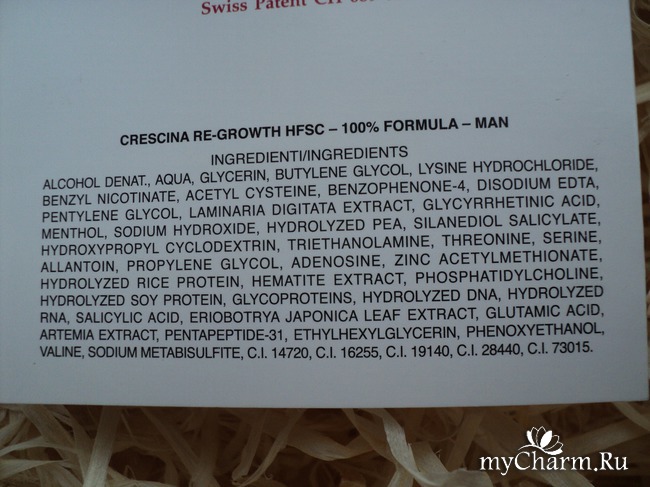 Swiss Patent CH
CRESCINA RE-GROWTH HFSC – 100% FORMULA – MAN
INGREDIENTI/INGREDIENTS
ALCOHOL DENAT., AQUA, GLYCERIN, BUTYLENE GLYCOL, LYSINE HYDROCHLORIDE,
BENZYL NICOTINATE, ACETYL CYSTEINE, BENZOPHENONE-4, DISODIUM EDTA,
PENTYLENE GLYCOL, LAMINARIA DIGITATA EXTRACT, GLYCYRRHETINIC ACID,
MENTHOL, SODIUM HYDROXIDE, HYDROLYZED PEA, SILANEDIOL SALICYLATE,
HYDROXYPROPYL CYCLODEXTRIN, TRIETHANOLAMINE, THREONINE, SERINE,
ALLANTOIN, PROPYLENE GLYCOL, ADENOSINE, ZINC ACETYLMETHIONATE,
HYDROLYZED RICE PROTEIN, HEMATITE EXTRACT, PHOSPHATIDYLCHOLINE,
HYDROLYZED SOY PROTEIN, GLYCOPROTEINS, HYDROLYZED DNA, HYDROLYZED
RNA, SALICYLIC ACID, ERIOBOTRYA JAPONICA LEAF EXTRACT, GLUTAMIC ACID,
ARTEMIA EXTRACT, PENTAPEPTIDE-31, ETHYLHEXYLGLYCERIN, PHENOXYETHANOL,
VALINE, SODIUM METABISULFITE, C.I. 14720, C.I. 16255, C.I. 19140, C.I. 28440, C.I. 73015.
myCharm.Ru